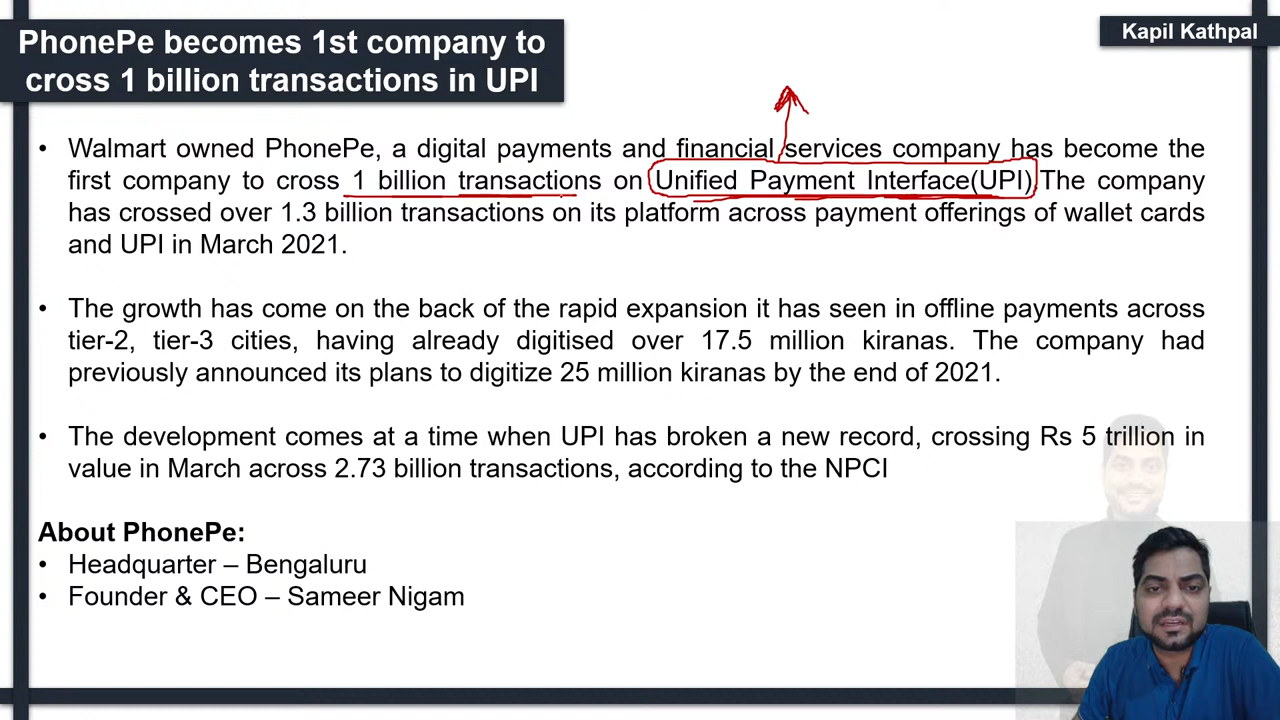 PhonePe becomes 1st company to
cross 1 billion transactions in UPI
Kapil Kathpal
• Walmart owned PhonePe, a digital payments and financial services company has become the
first company to cross 1 billion transactions on Unified Payment Interface(UPI) The company
has crossed over 1.3 billion transactions on its platform across payment offerings of wallet cards
and UPI in March 2021.
• The growth has come on the back of the rapid expansion it has seen in offline payments across
tier-2, tier-3 cities, having already digitised over 17.5 million kiranas. The company had
previously announced its plans to digitize 25 million kiranas by the end of 2021.
• The development comes at a time when UPI has broken a new record, crossing Rs 5 trillion in
value in March across 2.73 billion transactions, according to the NPCI
About PhonePe:
• Headquarter – Bengaluru
• Founder & CEO – Sameer Nigam